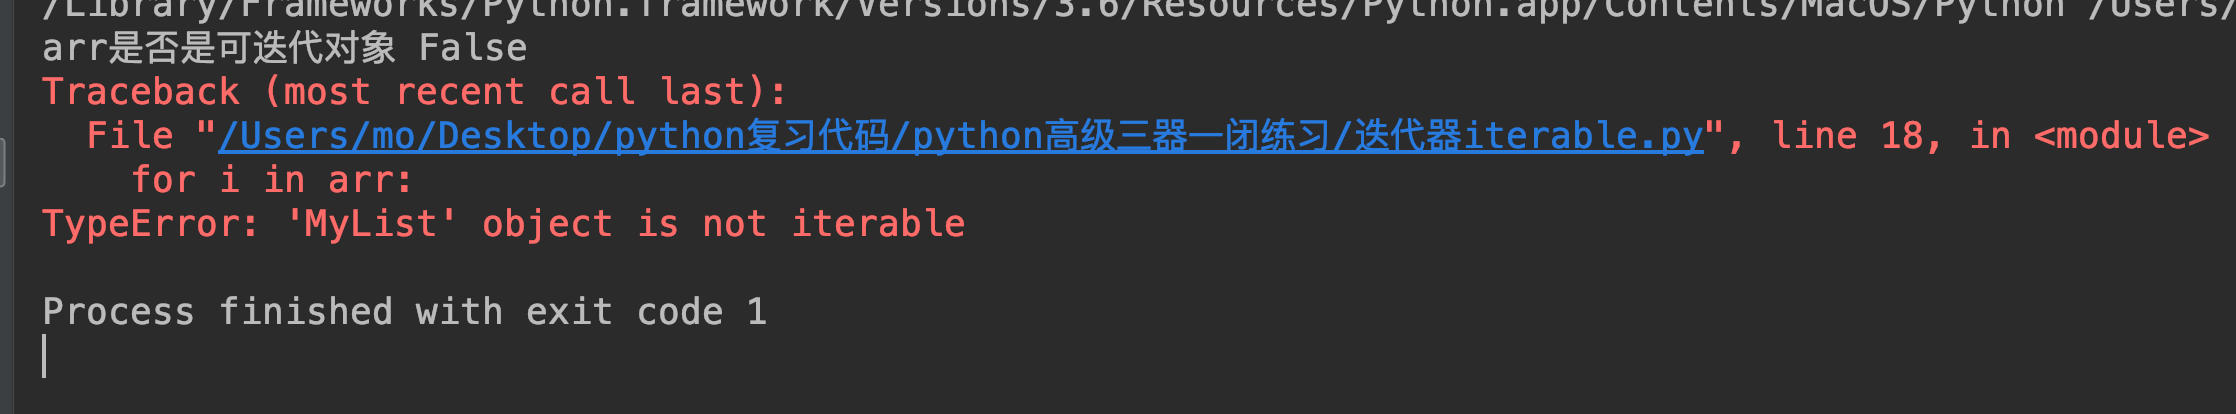 /Library/Frameworks/Python.framework/Versions/3.6/Resources/Python.app/Contents/MacOS/Python /Users/
arr是否是可迭代对象 False
Traceback (most recent call last):
  File "/Users/mo/Desktop/python复习代码/python高级三器一闭练习/迭代器iterable.py", line 18, in <module>
    for i in arr:
TypeError: 'MyList' object is not iterable
Process finished with exit code 1